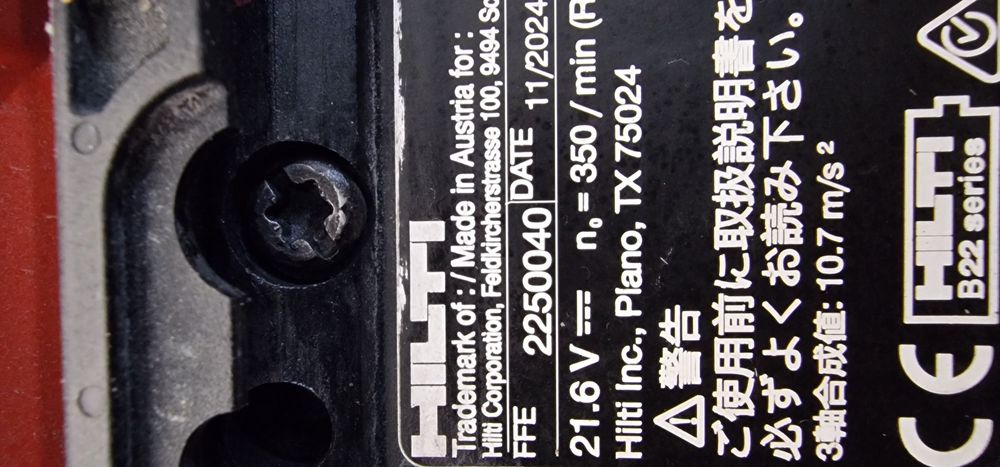 HILTI
Trademark of : / Made in Austria for :
Hilti Corporation, Feldkircherstrasse 100, 9494
FFE 2250040 DATE 11/2024
21.6 V ⎓ n₀ = 350 / min (R
Hilti Inc., Plano, TX 75024
警告
ご使用前に取扱説明書を
必ずよくお読み下さい。
3軸合成値: 10.7 m/s²
HILTI
B22 series
CE